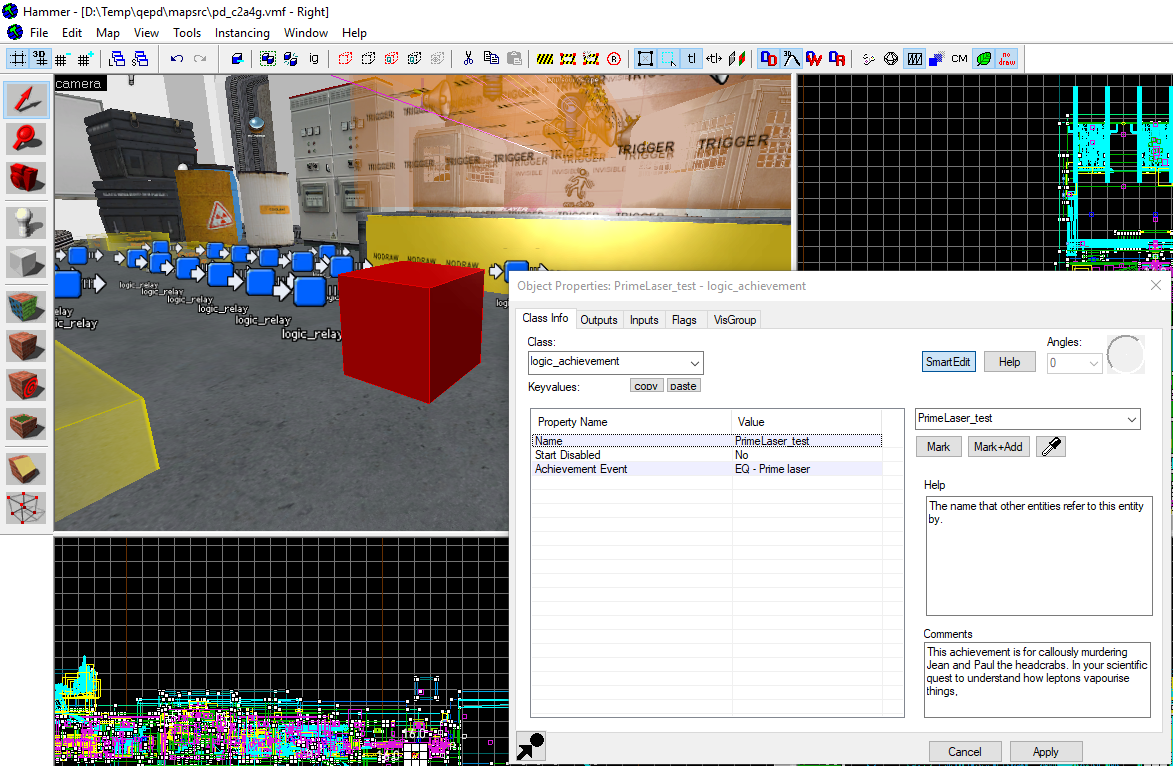 Hammer - [D:\Temp\qepd\mapsrc\pd_c2a4g.vmf - Right]
File Edit Map View Tools Instancing Window Help
3D ig tl CM no draw
camera
TRIGGER
TRIGGER TRIGGER TRIGGER
INVISIBLE
TRIGGER
NODRAW NODRAW NODRAW NODRAW
logic_relay
logic_relay
logic_relay
logic_relay
logic_relay
logic_relay
Object Properties: PrimeLaser_test - logic_achievement
Class Info Outputs Inputs Flags VisGroup
Class:
logic_achievement
SmartEdit Help
Angles:
0
Keyvalues:
copy paste
Property Name Value
Name PrimeLaser_test
Start Disabled No
Achievement Event EQ - Prime laser
PrimeLaser_test
Mark Mark+Add
Help
The name that other entities refer to this entity
by.
Comments
This achievement is for callously murdering
Jean and Paul the headcrabs. In your scientific
quest to understand how leptons vapourise
things,
Cancel Apply